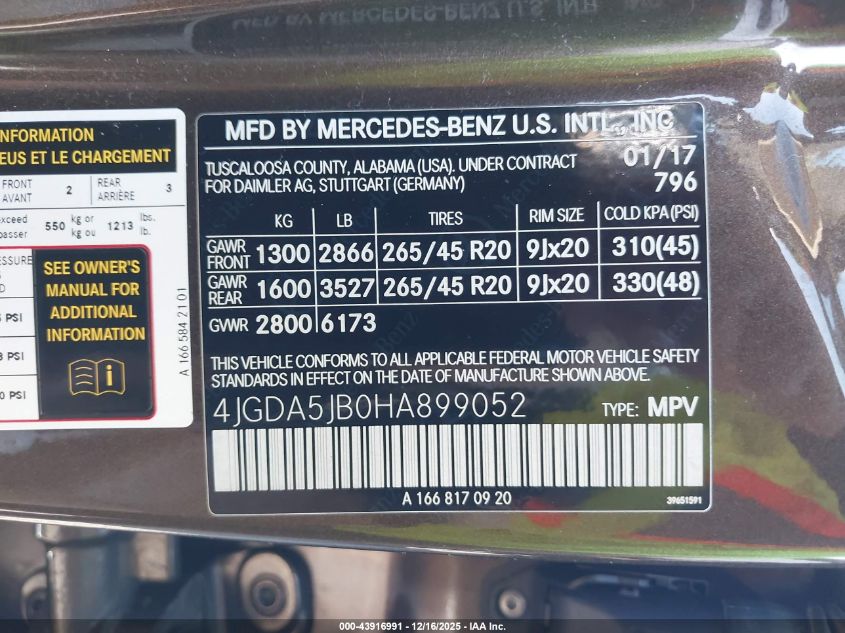 MFD BY MERCEDES-BENZ U.S. INTL., INC
TUSCALOOSA COUNTY, ALABAMA (USA). UNDER CONTRACT
FOR DAIMLER AG, STUTTGART (GERMANY)
01/17
796
KG LB TIRES RIM SIZE COLD KPA(PSI)
GAWR FRONT 1300 2866 265/45 R20 9Jx20 310(45)
GAWR REAR 1600 3527 265/45 R20 9Jx20 330(48)
GVWR 2800 6173
THIS VEHICLE CONFORMS TO ALL APPLICABLE FEDERAL MOTOR VEHICLE SAFETY
STANDARDS IN EFFECT ON THE DATE OF MANUFACTURE SHOWN ABOVE.
4JGDA5JB0HA899052 TYPE: MPV
A 166 817 09 20
39651591
INFORMATION
EUS ET LE CHARGEMENT
FRONT
AVANT
2
REAR
ARRIÈRE
3
550 kg or
kg ou
1213 lbs.
lb.
SEE OWNER'S
MANUAL FOR
ADDITIONAL
INFORMATION
PSI
PSI
PSI
A 166 584 21 01
000-43916991 - 12/16/2025 - IAA Inc.